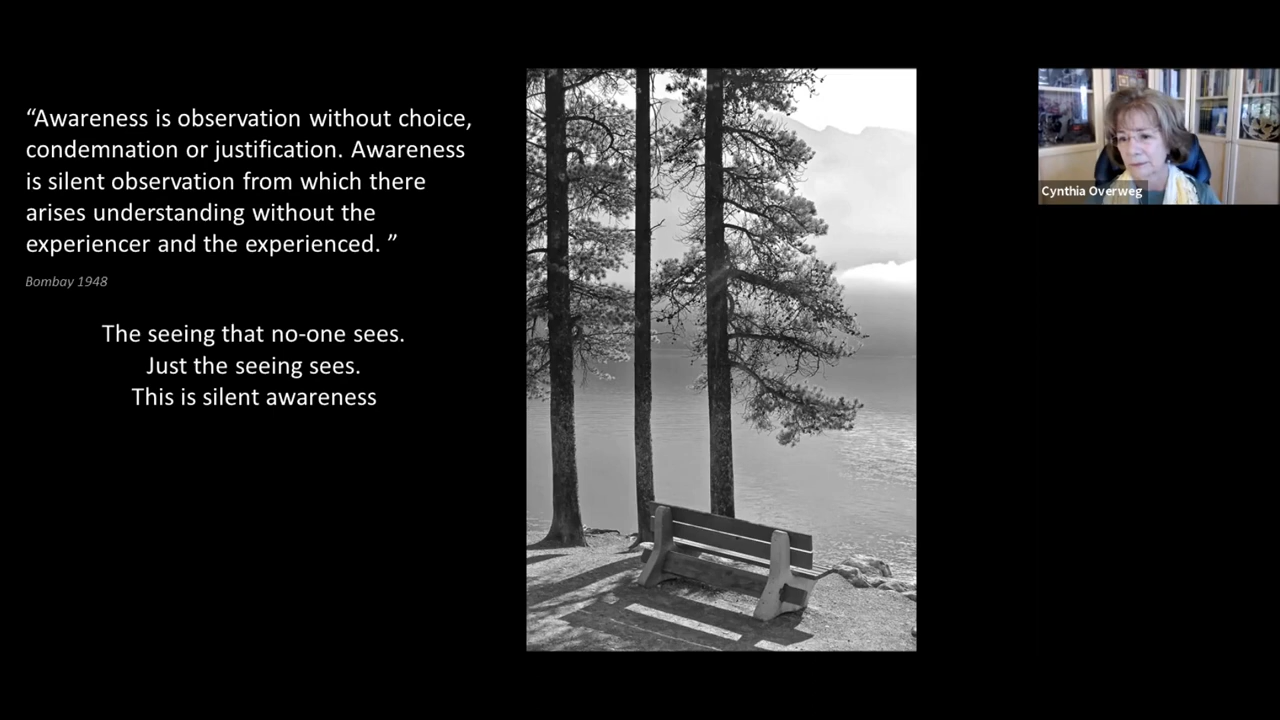 “Awareness is observation without choice,
condemnation or justification. Awareness
is silent observation from which there
arises understanding without the
experiencer and the experienced. ”
Bombay 1948
The seeing that no-one sees.
Just the seeing sees.
This is silent awareness
Cynthia Overweg